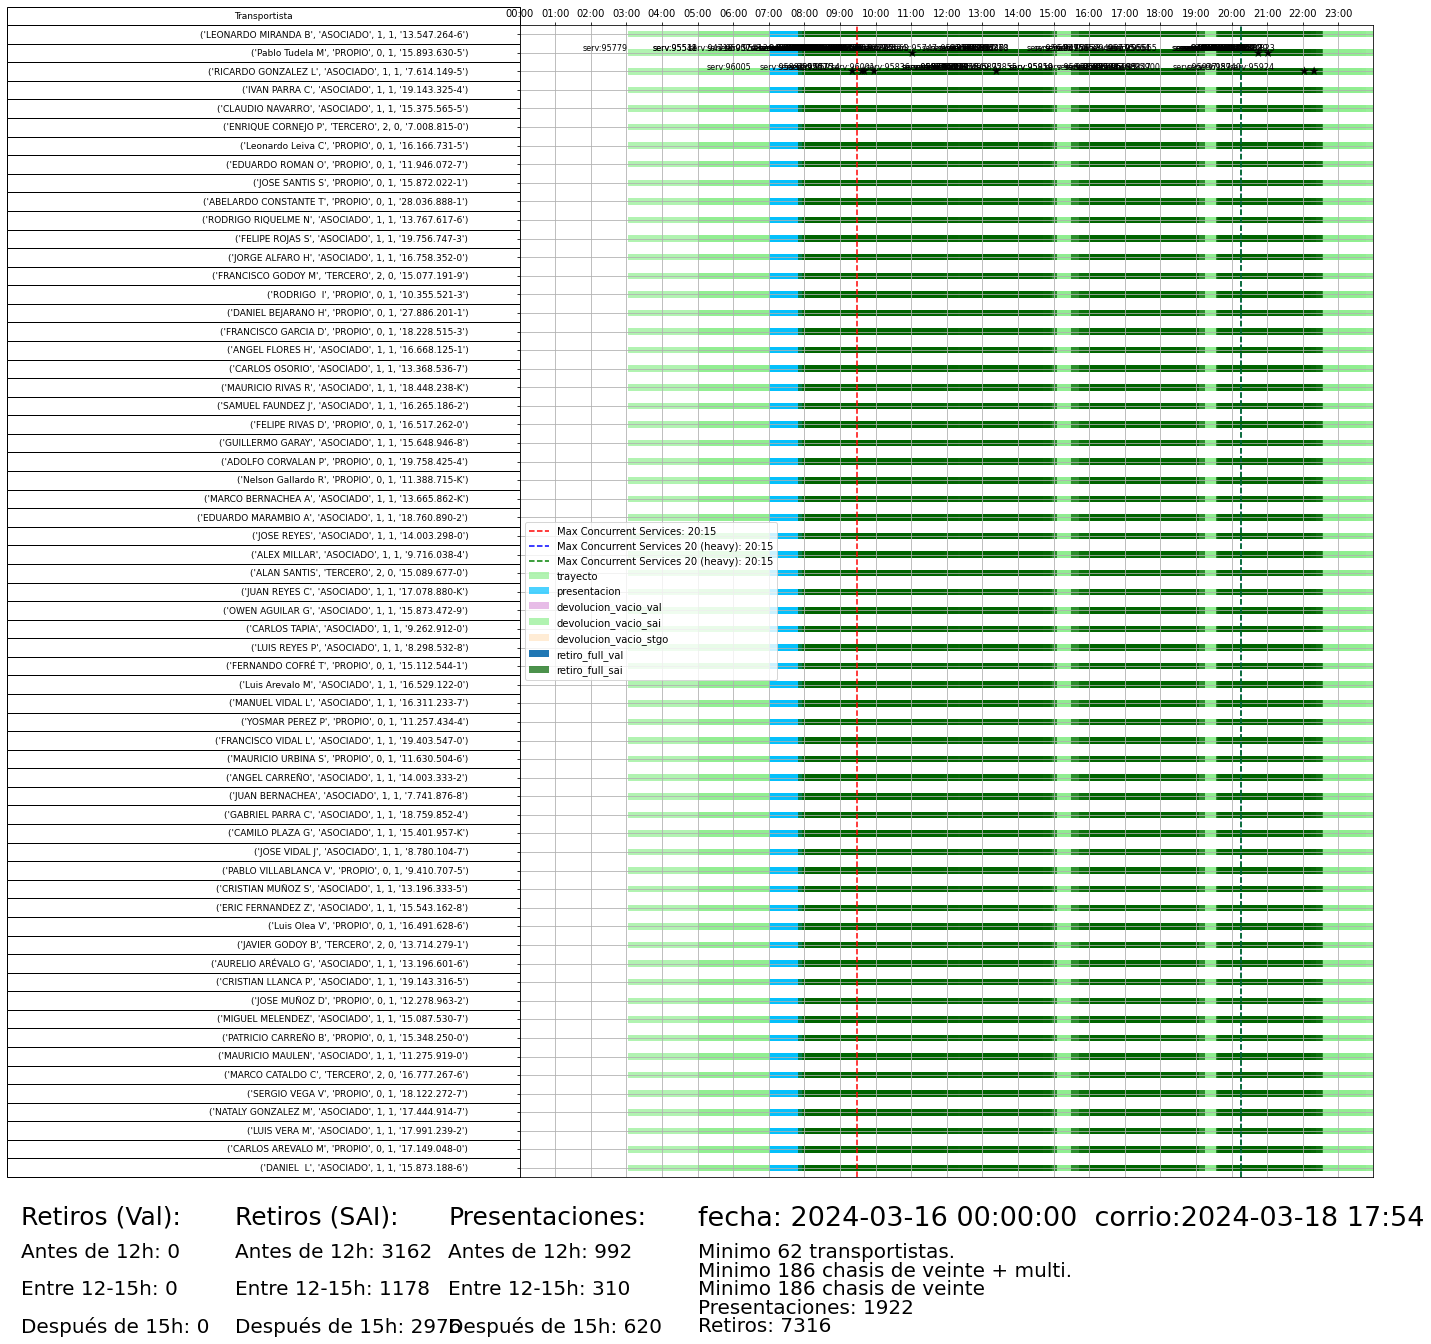 Transportista
00:00 01:00 02:00 03:00 04:00 05:00 06:00 07:00 08:00 09:00 10:00 11:00 12:00 13:00 14:00 15:00 16:00 17:00 18:00 19:00 20:00 21:00 22:00 23:00
('LEONARDO MIRANDA B', 'ASOCIADO', 1, 1, '13.547.264-6')
('Pablo Tudela M', 'PROPIO', 0, 1, '15.893.630-5')
serv:95779
('RICARDO GONZALEZ L', 'ASOCIADO', 1, 1, '7.614.149-5')
serv:96005
('IVAN PARRA C', 'ASOCIADO', 1, 1, '19.143.325-4')
('CLAUDIO NAVARRO', 'ASOCIADO', 1, 1, '15.375.565-5')
('ENRIQUE CORNEJO P', 'TERCERO', 2, 0, '7.008.815-0')
('Leonardo Leiva C', 'PROPIO', 0, 1, '16.166.731-5')
('EDUARDO ROMAN O', 'PROPIO', 0, 1, '11.946.072-7')
('JOSE SANTIS S', 'PROPIO', 0, 1, '15.872.022-1')
('ABELARDO CONSTANTE T', 'PROPIO', 0, 1, '28.036.888-1')
('RODRIGO RIQUELME N', 'ASOCIADO', 1, 1, '13.767.617-6')
('FELIPE ROJAS S', 'ASOCIADO', 1, 1, '19.756.747-3')
('JORGE ALFARO H', 'ASOCIADO', 1, 1, '16.758.352-0')
('FRANCISCO GODOY M', 'TERCERO', 2, 0, '15.077.191-9')
('RODRIGO  I', 'PROPIO', 0, 1, '10.355.521-3')
('DANIEL BEJARANO H', 'PROPIO', 0, 1, '27.886.201-1')
('FRANCISCO GARCIA D', 'PROPIO', 0, 1, '18.228.515-3')
('ANGEL FLORES H', 'ASOCIADO', 1, 1, '16.668.125-1')
('CARLOS OSORIO', 'ASOCIADO', 1, 1, '13.368.536-7')
('MAURICIO RIVAS R', 'ASOCIADO', 1, 1, '18.448.238-K')
('SAMUEL FAUNDEZ J', 'ASOCIADO', 1, 1, '16.265.186-2')
('FELIPE RIVAS D', 'PROPIO', 0, 1, '16.517.262-0')
('GUILLERMO GARAY', 'ASOCIADO', 1, 1, '15.648.946-8')
('ADOLFO CORVALAN P', 'PROPIO', 0, 1, '19.758.425-4')
('Nelson Gallardo R', 'PROPIO', 0, 1, '11.388.715-K')
('MARCO BERNACHEA A', 'ASOCIADO', 1, 1, '13.665.862-K')
('EDUARDO MARAMBIO A', 'ASOCIADO', 1, 1, '18.760.890-2')
('JOSE REYES', 'ASOCIADO', 1, 1, '14.003.298-0')
('ALEX MILLAR', 'ASOCIADO', 1, 1, '9.716.038-4')
('ALAN SANTIS', 'TERCERO', 2, 0, '15.089.677-0')
('JUAN REYES C', 'ASOCIADO', 1, 1, '17.078.880-K')
('OWEN AGUILAR G', 'ASOCIADO', 1, 1, '15.873.472-9')
('CARLOS TAPIA', 'ASOCIADO', 1, 1, '9.262.912-0')
('LUIS REYES P', 'ASOCIADO', 1, 1, '8.298.532-8')
('FERNANDO COFRÉ T', 'PROPIO', 0, 1, '15.112.544-1')
('Luis Arevalo M', 'ASOCIADO', 1, 1, '16.529.122-0')
('MANUEL VIDAL L', 'ASOCIADO', 1, 1, '16.311.233-7')
('YOSMAR PEREZ P', 'PROPIO', 0, 1, '11.257.434-4')
('FRANCISCO VIDAL L', 'ASOCIADO', 1, 1, '19.403.547-0')
('MAURICIO URBINA S', 'PROPIO', 0, 1, '11.630.504-6')
('ANGEL CARREÑO', 'ASOCIADO', 1, 1, '14.003.333-2')
('JUAN BERNACHEA', 'ASOCIADO', 1, 1, '7.741.876-8')
('GABRIEL PARRA C', 'ASOCIADO', 1, 1, '18.759.852-4')
('CAMILO PLAZA G', 'ASOCIADO', 1, 1, '15.401.957-K')
('JOSE VIDAL J', 'ASOCIADO', 1, 1, '8.780.104-7')
('PABLO VILLABLANCA V', 'PROPIO', 0, 1, '9.410.707-5')
('CRISTIAN MUÑOZ S', 'ASOCIADO', 1, 1, '13.196.333-5')
('ERIC FERNANDEZ Z', 'ASOCIADO', 1, 1, '15.543.162-8')
('Luis Olea V', 'PROPIO', 0, 1, '16.491.628-6')
('JAVIER GODOY B', 'TERCERO', 2, 0, '13.714.279-1')
('AURELIO ARÉVALO G', 'ASOCIADO', 1, 1, '13.196.601-6')
('CRISTIAN LLANCA P', 'ASOCIADO', 1, 1, '19.143.316-5')
('JOSE MUÑOZ D', 'PROPIO', 0, 1, '12.278.963-2')
('MIGUEL MELENDEZ', 'ASOCIADO', 1, 1, '15.087.530-7')
('PATRICIO CARREÑO B', 'PROPIO', 0, 1, '15.348.250-0')
('MAURICIO MAULEN', 'ASOCIADO', 1, 1, '11.275.919-0')
('MARCO CATALDO C', 'TERCERO', 2, 0, '16.777.267-6')
('SERGIO VEGA V', 'PROPIO', 0, 1, '18.122.272-7')
('NATALY GONZALEZ M', 'ASOCIADO', 1, 1, '17.444.914-7')
('LUIS VERA M', 'ASOCIADO', 1, 1, '17.991.239-2')
('CARLOS AREVALO M', 'PROPIO', 0, 1, '17.149.048-0')
('DANIEL  L', 'ASOCIADO', 1, 1, '15.873.188-6')
Max Concurrent Services: 20:15
Max Concurrent Services 20 (heavy): 20:15
Max Concurrent Services 20 (heavy): 20:15
trayecto
presentacion
devolucion_vacio_val
devolucion_vacio_sai
devolucion_vacio_stgo
retiro_full_val
retiro_full_sai
Retiros (Val):
Antes de 12h: 0
Entre 12-15h: 0
Después de 15h: 0
Retiros (SAI):
Antes de 12h: 3162
Entre 12-15h: 1178
Después de 15h: 2976
Presentaciones:
Antes de 12h: 992
Entre 12-15h: 310
Después de 15h: 620
fecha: 2024-03-16 00:00:00  corrio:2024-03-18 17:54
Minimo 62 transportistas.
Minimo 186 chasis de veinte + multi.
Minimo 186 chasis de veinte
Presentaciones: 1922
Retiros: 7316